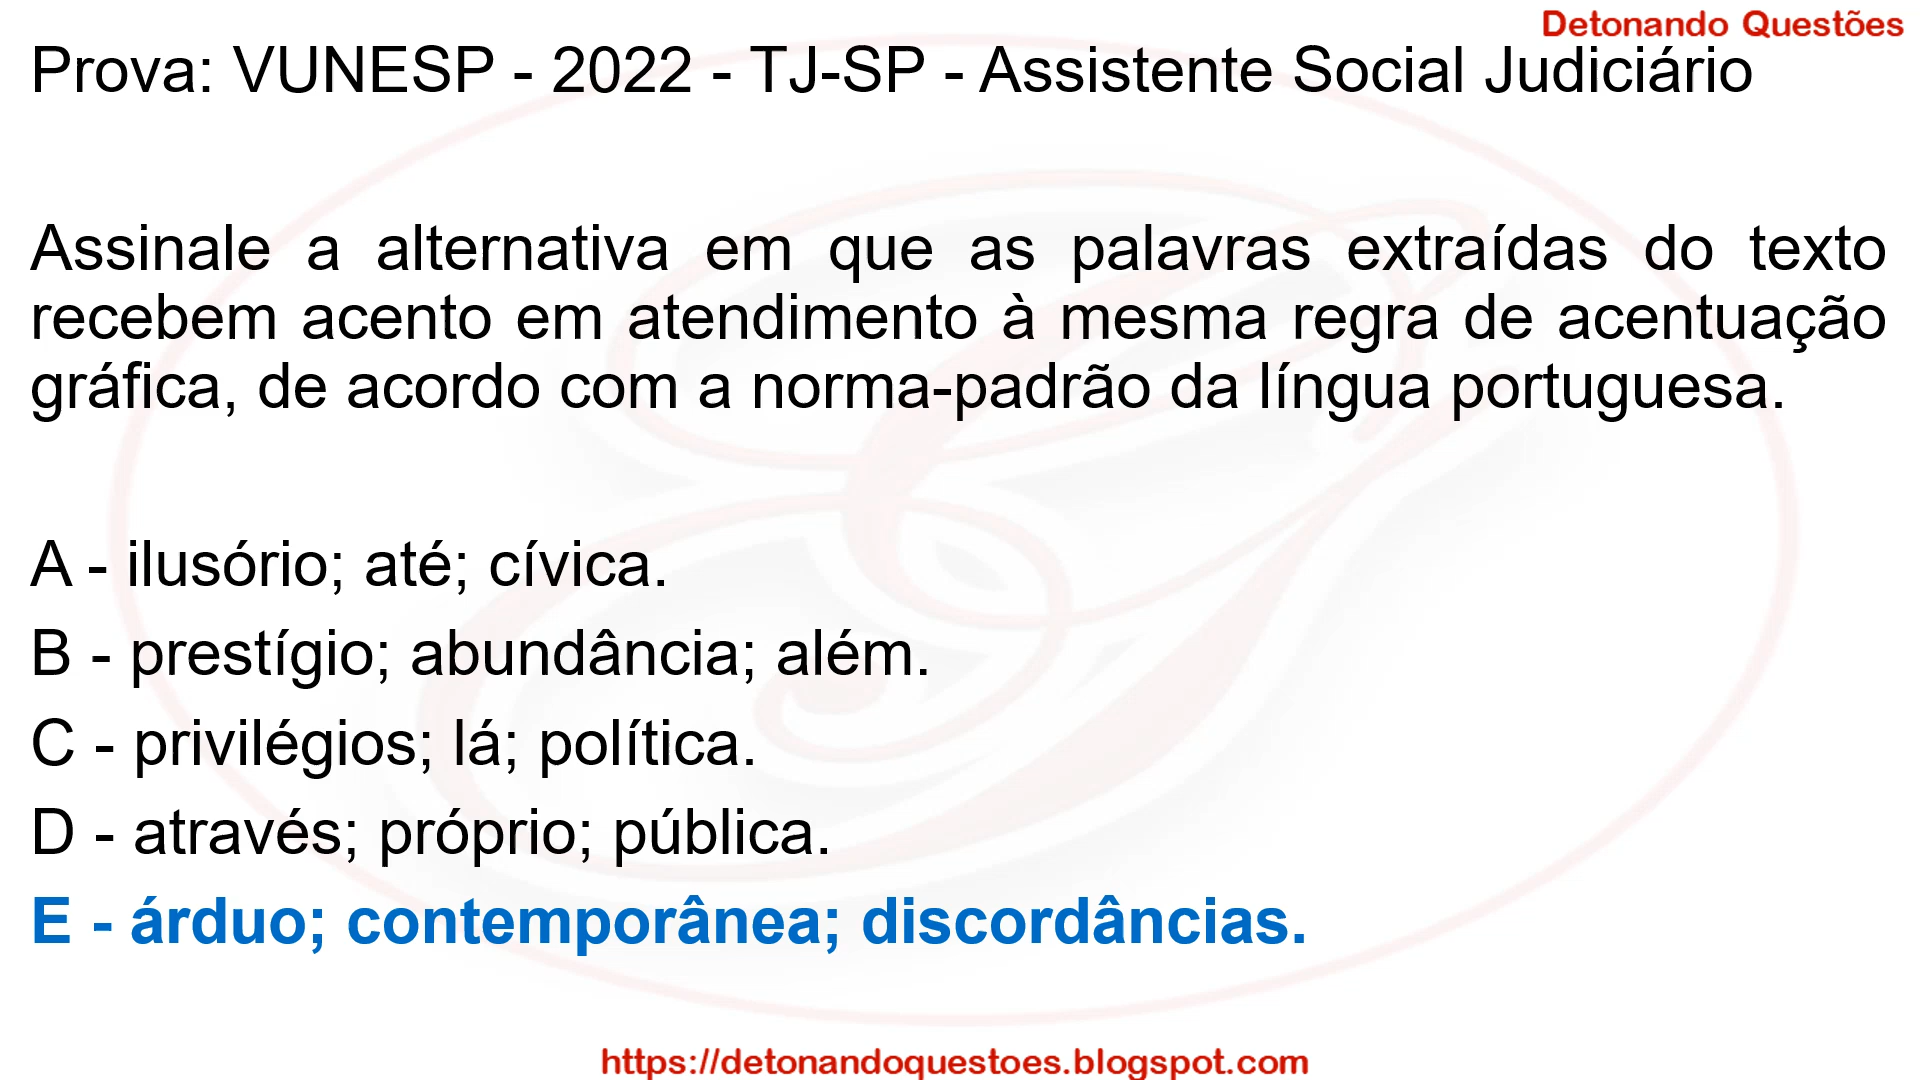 Detonando Questões
Prova: VUNESP - 2022 - TJ-SP - Assistente Social Judiciário
Assinale a alternativa em que as palavras extraídas do texto
recebem acento em atendimento à mesma regra de acentuação
gráfica, de acordo com a norma-padrão da língua portuguesa.
A - ilusório; até; cívica.
B - prestígio; abundância; além.
C - privilégios; lá; política.
D - através; próprio; pública.
E - árduo; contemporânea; discordâncias.
https://detonandoquestoes.blogspot.com